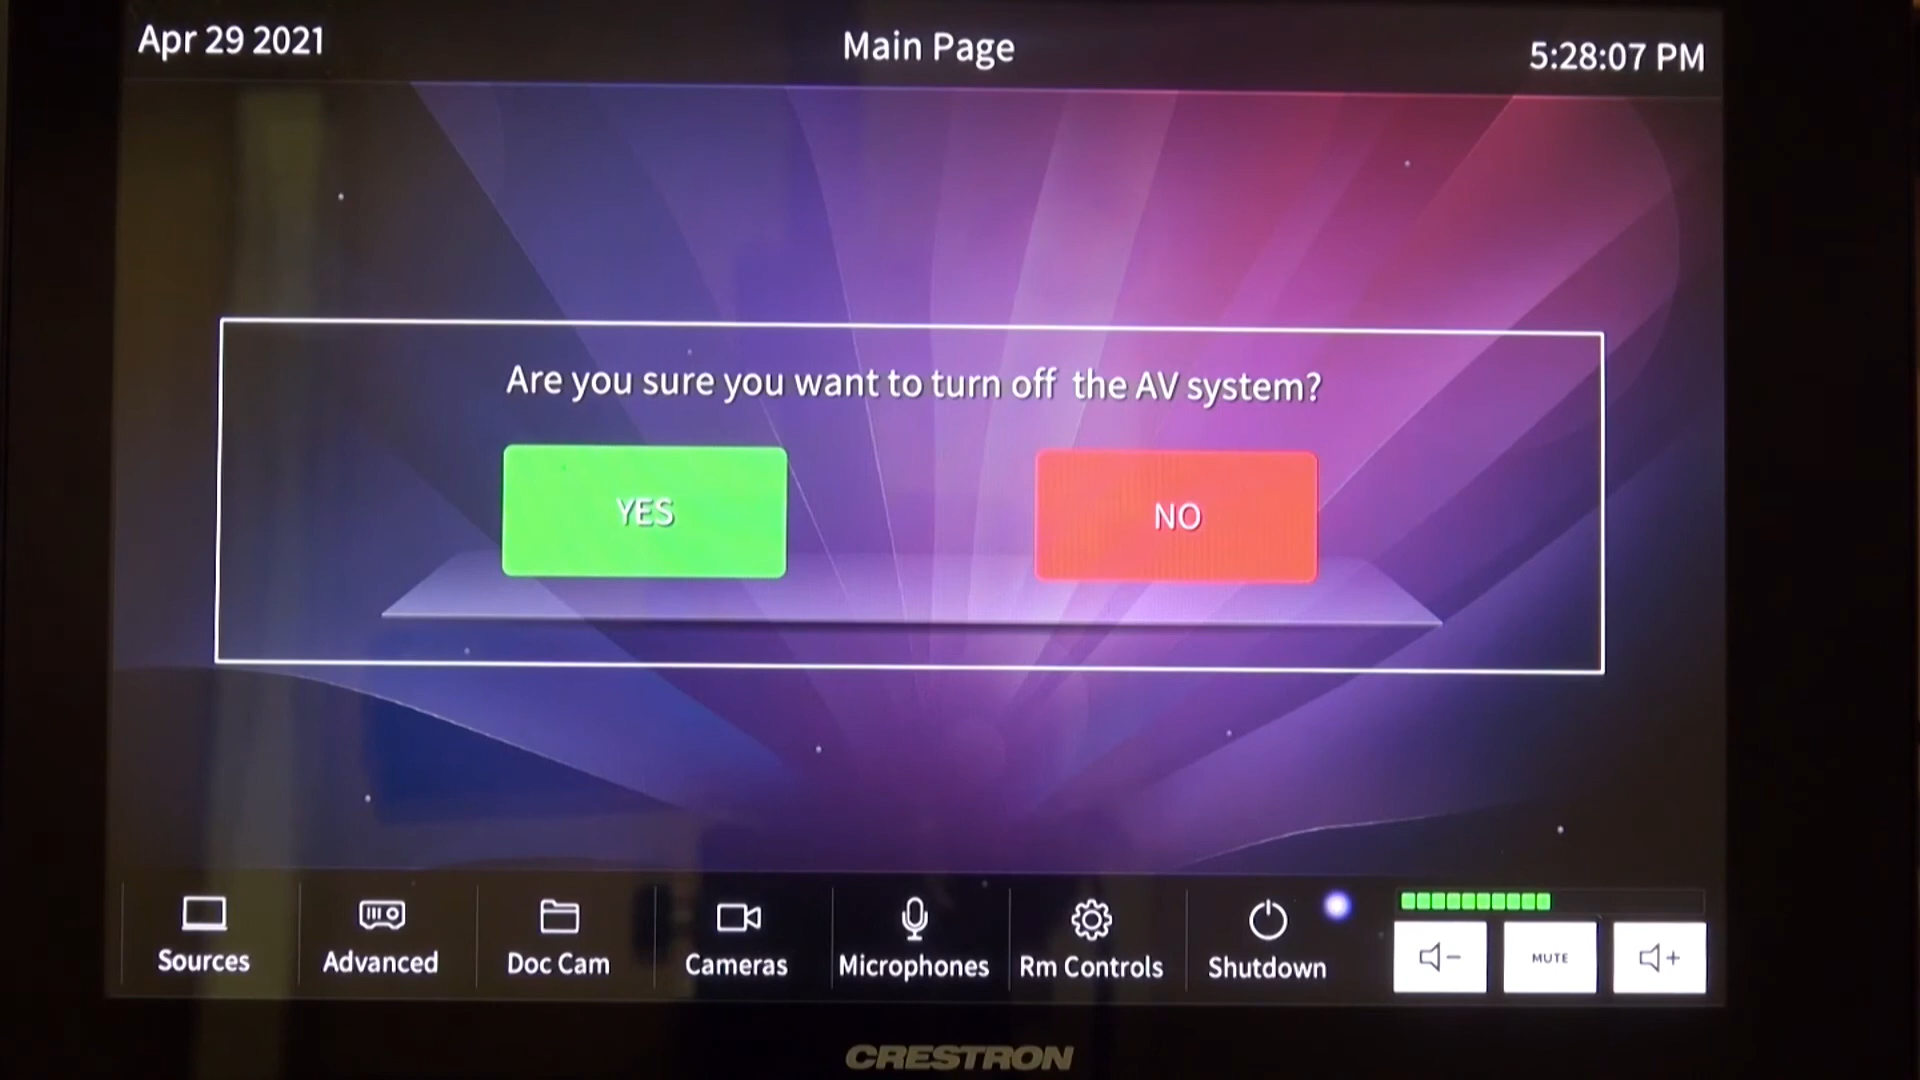 Apr 29 2021
Main Page
5:28:07 PM
Are you sure you want to turn off the AV system?
YES
NO
Sources
Advanced
Doc Cam
Cameras
Microphones
Rm Controls
Shutdown
MUTE
CRESTRON